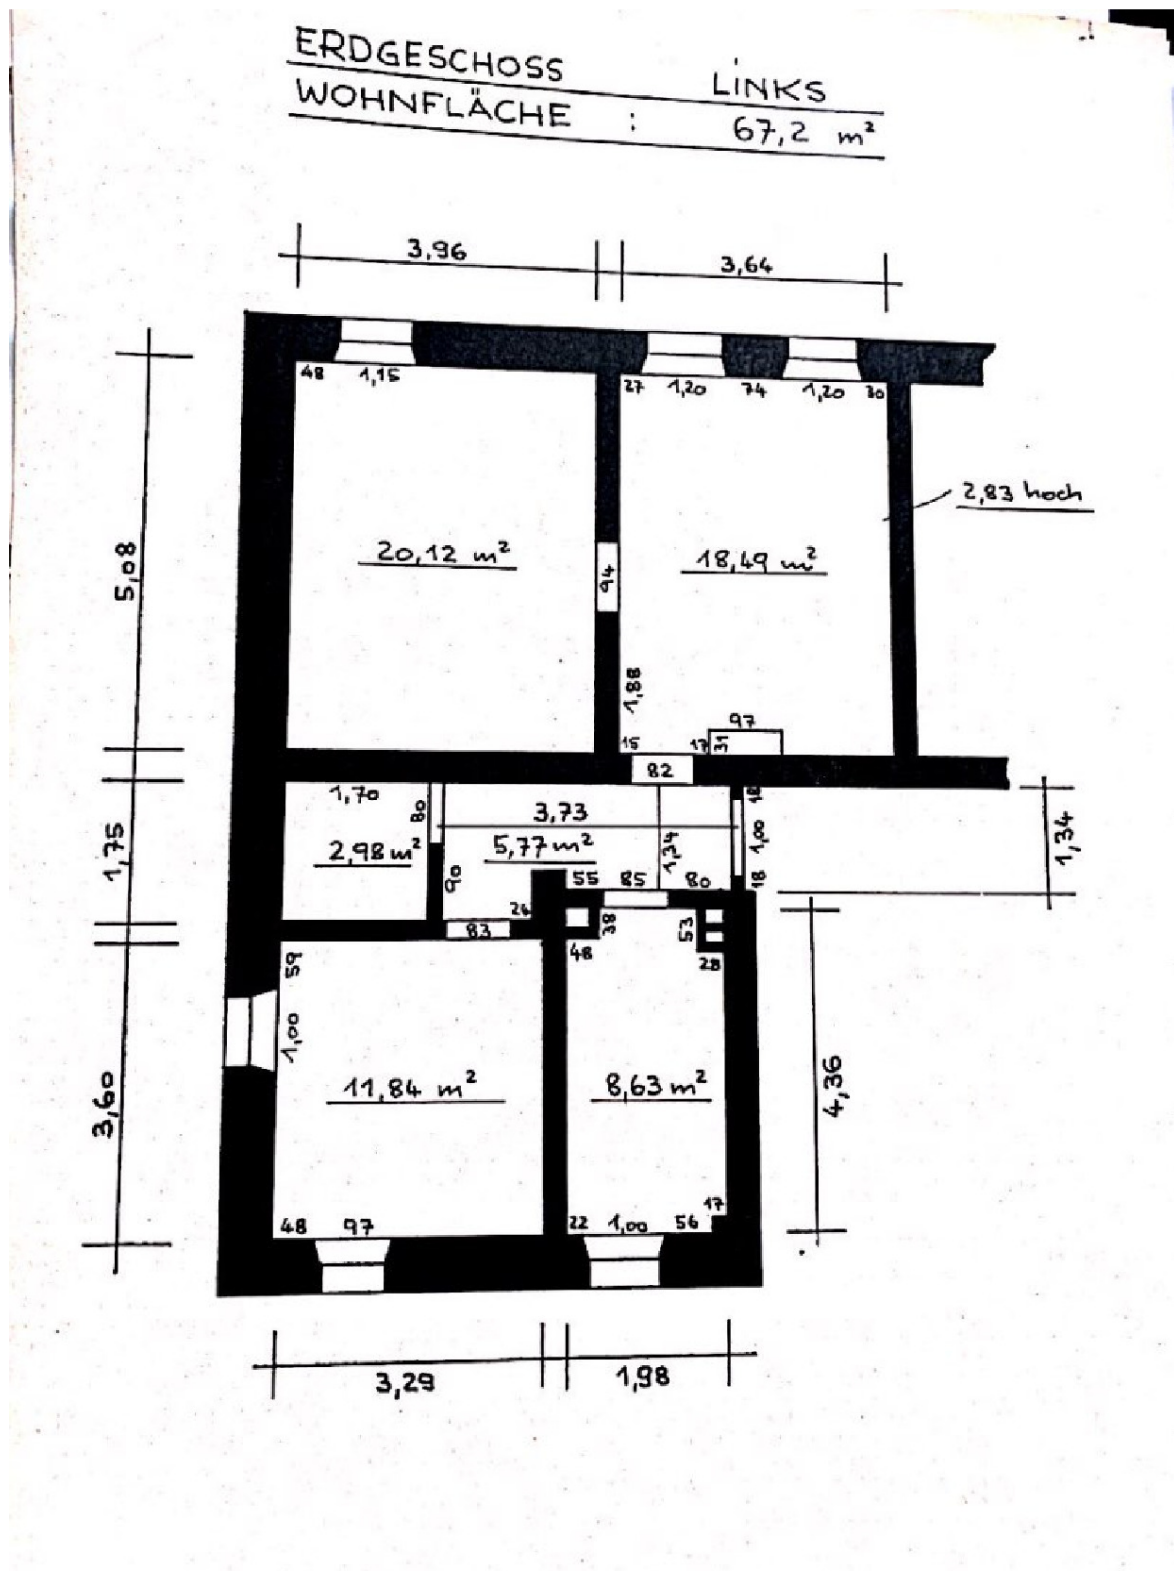 ERDGESCHOSS LINKS
WOHNFLÄCHE : 67,2 m²
3,96
3,64
48 1,15
27 1,20 74 1,20 30
2,83 hoch
5,08
20,12 m²
94
18,49 m²
1,88
97
15
17
31
82
1,70
80
3,73
18
1,00
1,34
1,75
2,98 m²
5,77 m²
1,34
90
55 85 80
18
24
83
38
53
48
28
59
1,00
3,60
11,84 m²
8,63 m²
4,36
17
48 97
22 1,00 56
3,29
1,98